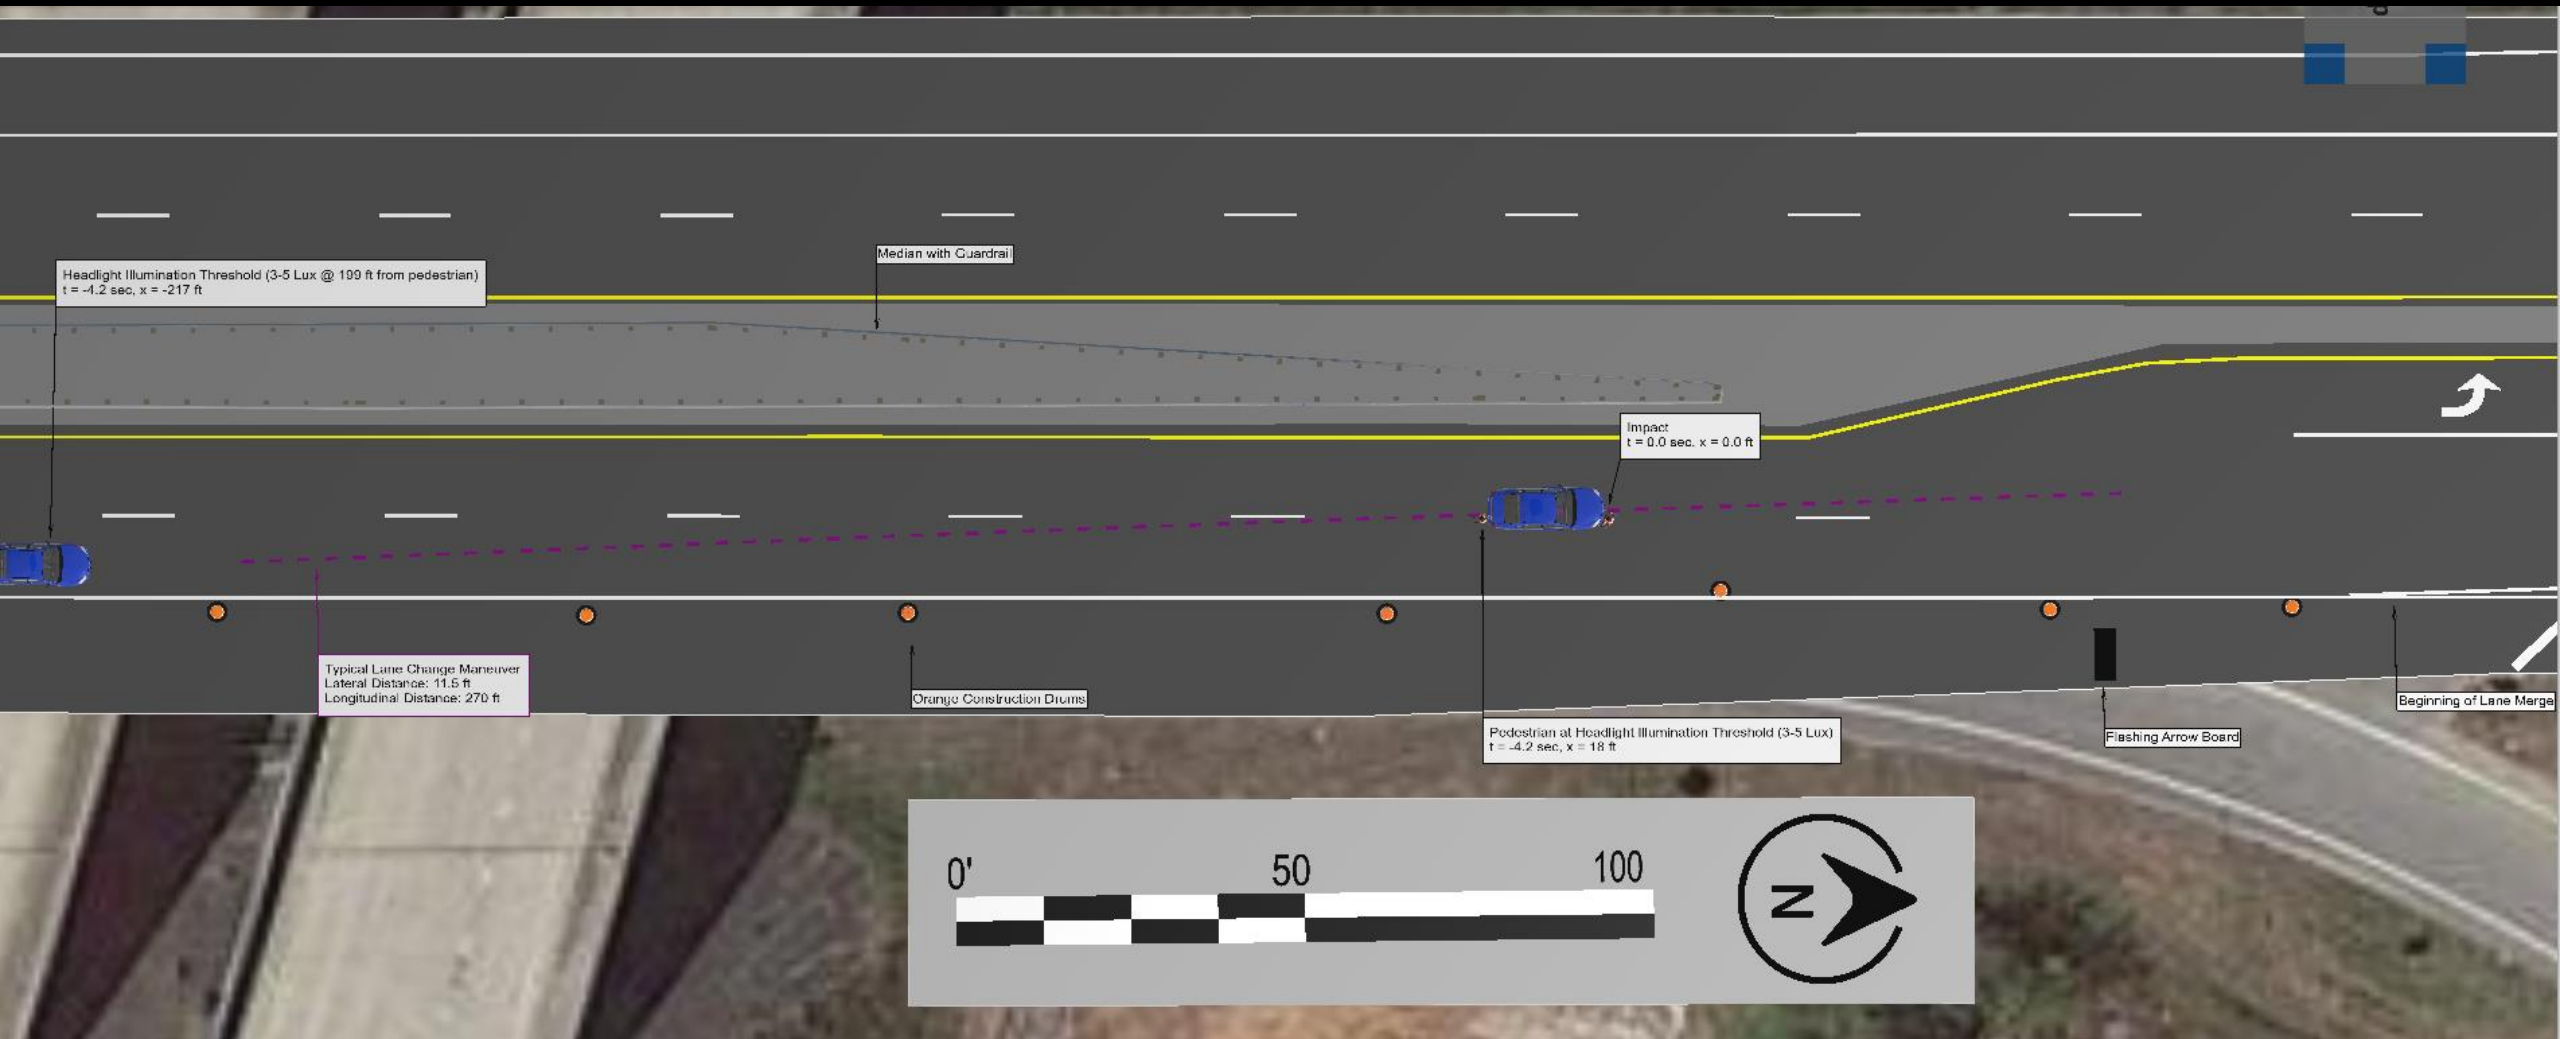 Median with Guardrail
Headlight Illumination Threshold (3-5 Lux @ 199 ft from pedestrian)
t = -4.2 sec, x = -217 ft
Impact
t = 0.0 sec, x = 0.0 ft
Typical Lane Change Maneuver
Lateral Distance: 11.5 ft
Longitudinal Distance: 270 ft
Orange Construction Drums
Beginning of Lane Merge
Pedestrian at Headlight Illumination Threshold (3-5 Lux)
t = -4.2 sec, x = 18 ft
Flashing Arrow Board
0' 50 100
N